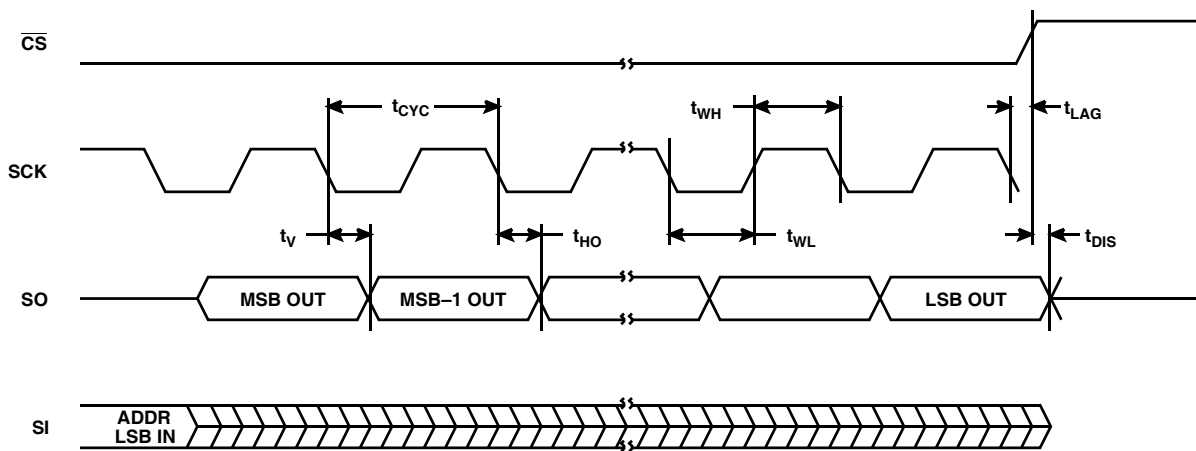 CS
tCYC
tWH
tLAG
SCK
tV
tHO
tWL
tDIS
SO
MSB OUT
MSB–1 OUT
LSB OUT
SI
ADDR
LSB IN